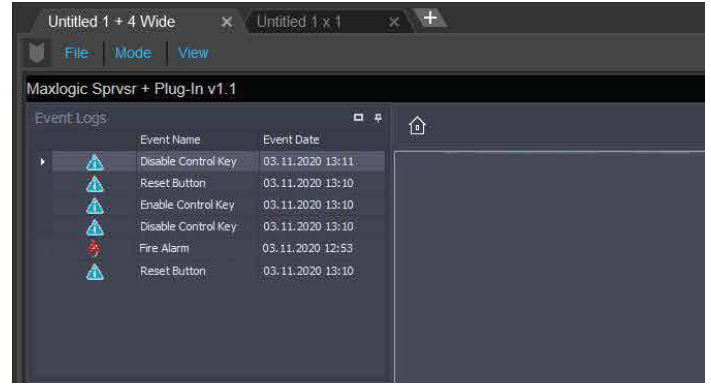 Untitled 1 + 4 Wide × Untitled 1 x 1 × +
File Mode View
Maxlogic Sprvsr + Plug-In v1.1
Event Logs
Event Name Event Date
Disable Control Key 03.11.2020 13:11
Reset Button 03.11.2020 13:10
Enable Control Key 03.11.2020 13:10
Disable Control Key 03.11.2020 13:10
Fire Alarm 03.11.2020 12:53
Reset Button 03.11.2020 13:10